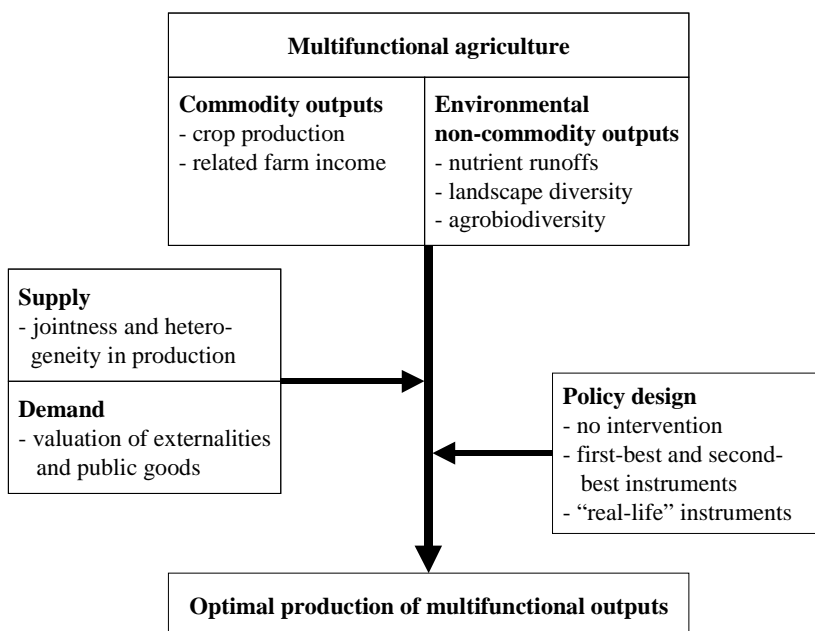 Multifunctional agriculture
Commodity outputs
- crop production
- related farm income
Environmental
non-commodity outputs
- nutrient runoffs
- landscape diversity
- agrobiodiversity
Supply
- jointness and hetero-
geneity in production
Demand
- valuation of externalities
and public goods
Policy design
- no intervention
- first-best and second-
best instruments
- “real-life” instruments
Optimal production of multifunctional outputs